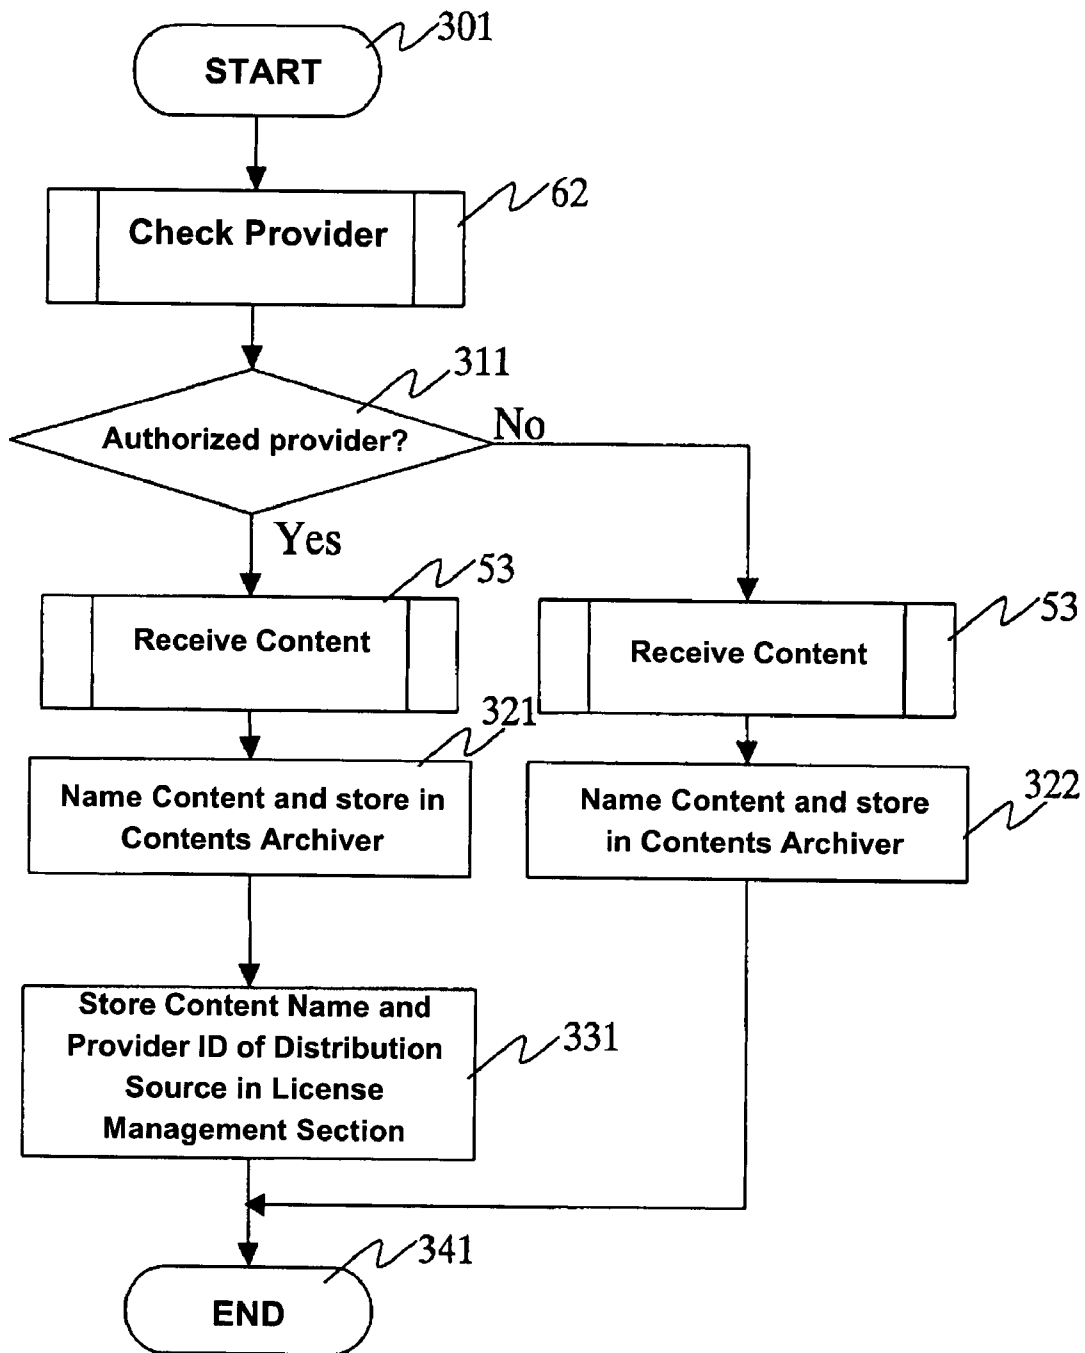 301
START
62
Check Provider
311
Authorized provider?
No
Yes
53
Receive Content
53
Receive Content
321
Name Content and store in
Contents Archiver
322
Name Content and store
in Contents Archiver
Store Content Name and
Provider ID of Distribution
Source in License
Management Section
331
341
END